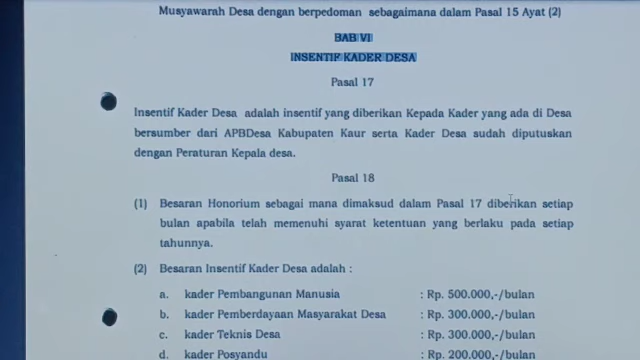 Musyawarah Desa dengan berpedoman sebagaimana dalam Pasal 15 Ayat (2)
BAB VI
INSENTIF KADER DESA
Pasal 17
Insentif Kader Desa adalah insentif yang diberikan Kepada Kader yang ada di Desa
bersumber dari APBDesa Kabupaten Kaur serta Kader Desa sudah diputuskan
dengan Peraturan Kepala desa.
Pasal 18
(1) Besaran Honorium sebagai mana dimaksud dalam Pasal 17 diberikan setiap
bulan apabila telah memenuhi syarat ketentuan yang berlaku pada setiap
tahunnya.
(2) Besaran Insentif Kader Desa adalah :
a. kader Pembangunan Manusia : Rp. 500.000,-/bulan
b. kader Pemberdayaan Masyarakat Desa : Rp. 300.000,-/bulan
c. kader Teknis Desa : Rp. 300.000,-/bulan
d. kader Posyandu : Rp. 200.000,-/bulan